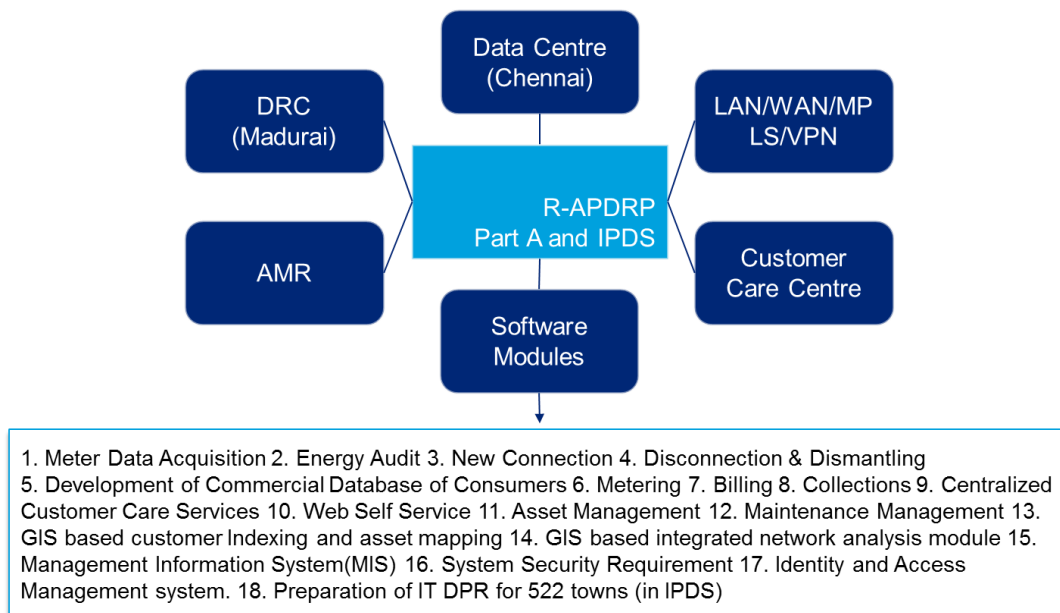 Data Centre
(Chennai)
DRC
(Madurai)
LAN/WAN/MP
LS/VPN
R-APDRP
Part A and IPDS
AMR
Customer
Care Centre
Software
Modules
1. Meter Data Acquisition 2. Energy Audit 3. New Connection 4. Disconnection & Dismantling
5. Development of Commercial Database of Consumers 6. Metering 7. Billing 8. Collections 9. Centralized
Customer Care Services 10. Web Self Service 11. Asset Management 12. Maintenance Management 13.
GIS based customer Indexing and asset mapping 14. GIS based integrated network analysis module 15.
Management Information System(MIS) 16. System Security Requirement 17. Identity and Access
Management system. 18. Preparation of IT DPR for 522 towns (in IPDS)